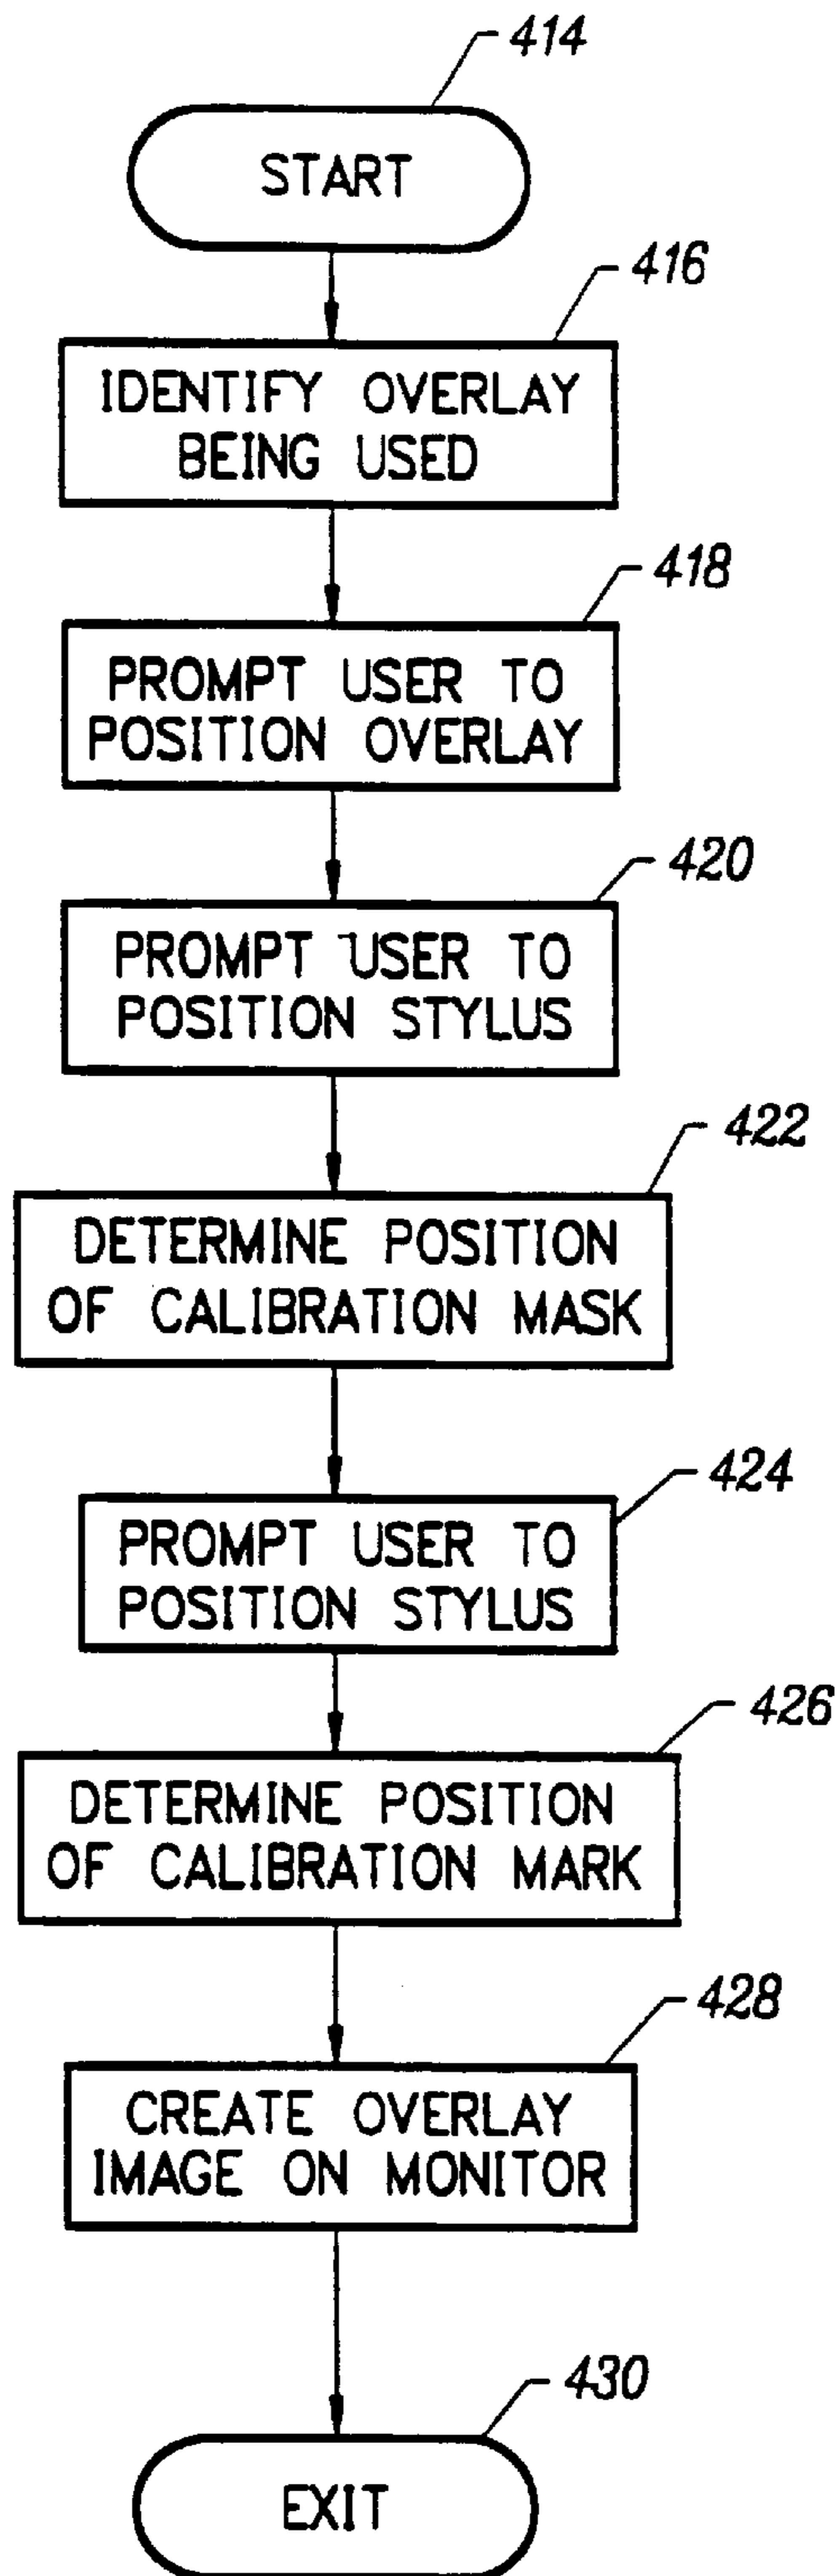 414
START
416
IDENTIFY OVERLAY
BEING USED
418
PROMPT USER TO
POSITION OVERLAY
420
PROMPT USER TO
POSITION STYLUS
422
DETERMINE POSITION
OF CALIBRATION MASK
424
PROMPT USER TO
POSITION STYLUS
426
DETERMINE POSITION
OF CALIBRATION MARK
428
CREATE OVERLAY
IMAGE ON MONITOR
430
EXIT